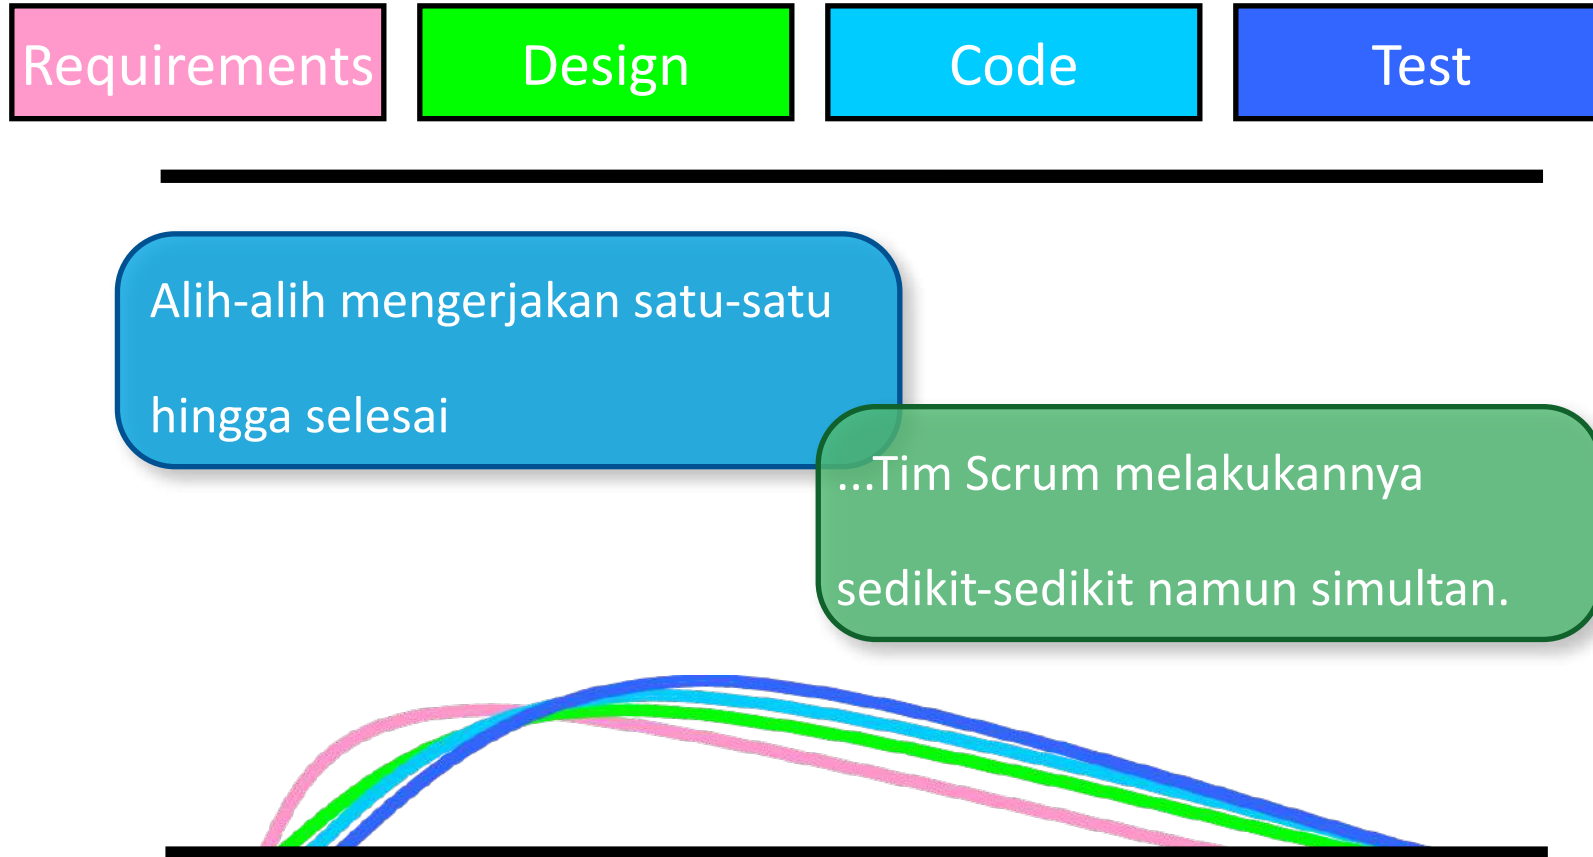 Requirements
Design
Code
Test
Alih-alih mengerjakan satu-satu
hingga selesai
...Tim Scrum melakukannya
sedikit-sedikit namun simultan.